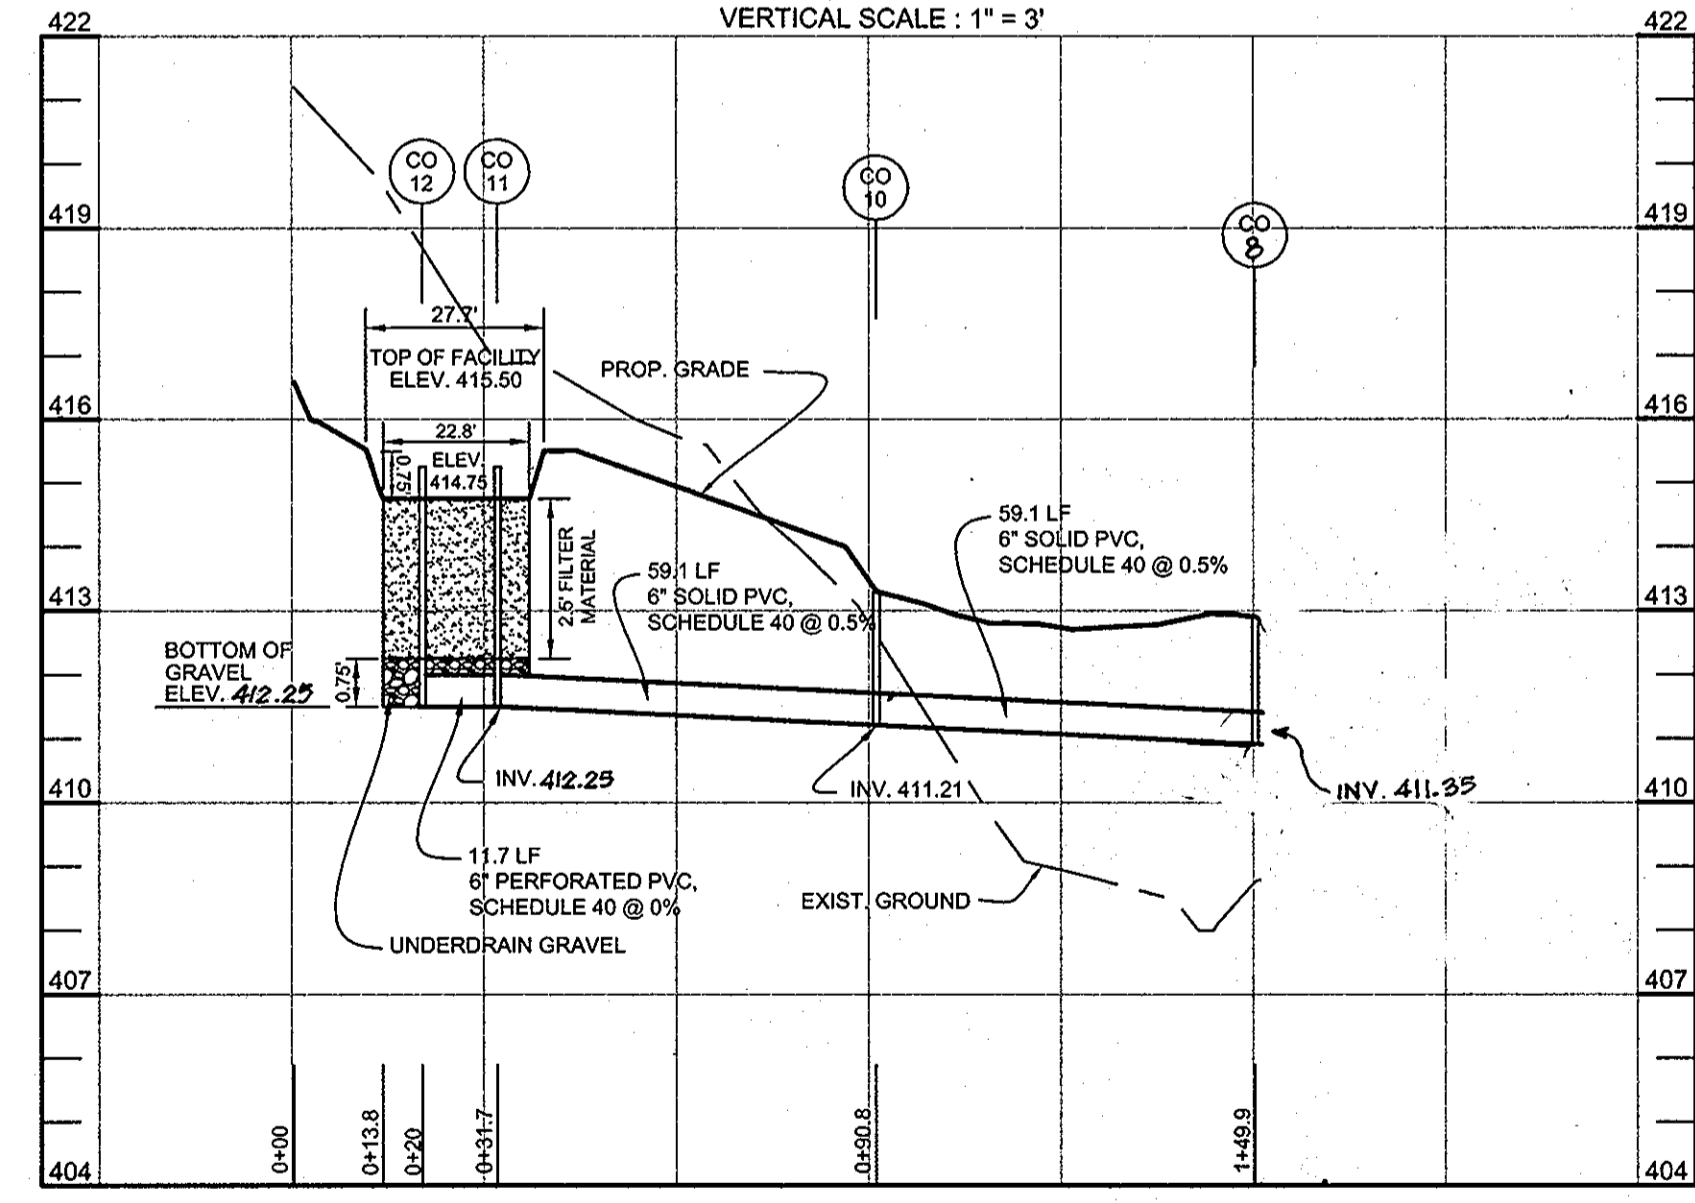 VERTICAL SCALE : 1" = 3'
422
422
CO
12
CO
11
CO
10
CO
8
419
419
27.7'
TOP OF FACILITY
ELEV. 415.50
PROP. GRADE
416
416
22.8'
0.75'
ELEV.
414.75
2.5' FILTER
MATERIAL
59.1 LF
6" SOLID PVC,
SCHEDULE 40 @ 0.5%
59.1 LF
6" SOLID PVC,
SCHEDULE 40 @ 0.5%
413
413
BOTTOM OF
GRAVEL
ELEV. 412.25
0.75'
INV. 412.25
INV. 411.21
INV. 411.35
410
410
11.7 LF
6" PERFORATED PVC,
SCHEDULE 40 @ 0%
EXIST. GROUND
UNDERDRAIN GRAVEL
407
407
0+00
0+13.8
0+20
0+31.7
0+90.8
1+49.9
404
404